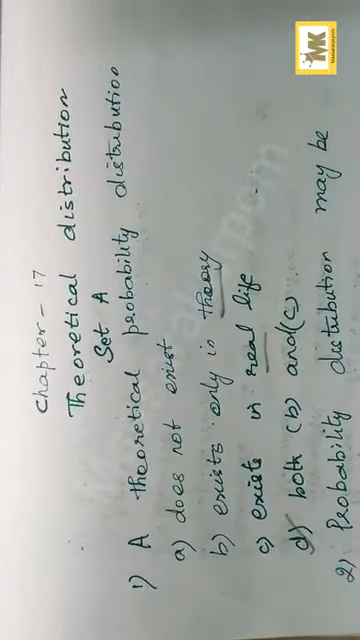 Chapter-17
Theoretical distribution
Set A
1) A theoretical probability distribution
a) does not exist
b) exists only in theory
c) exists in real life
d) both (b) and (c)
2) Probability distribution may be
MK